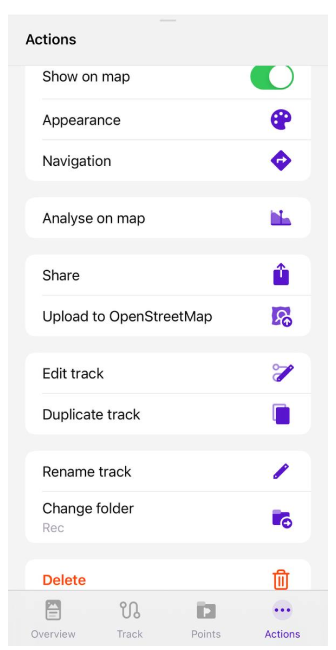 Actions
Show on map
Appearance
Navigation
Analyse on map
Share
Upload to OpenStreetMap
Edit track
Duplicate track
Rename track
Change folder
Rec
Delete
Overview
Track
Points
Actions